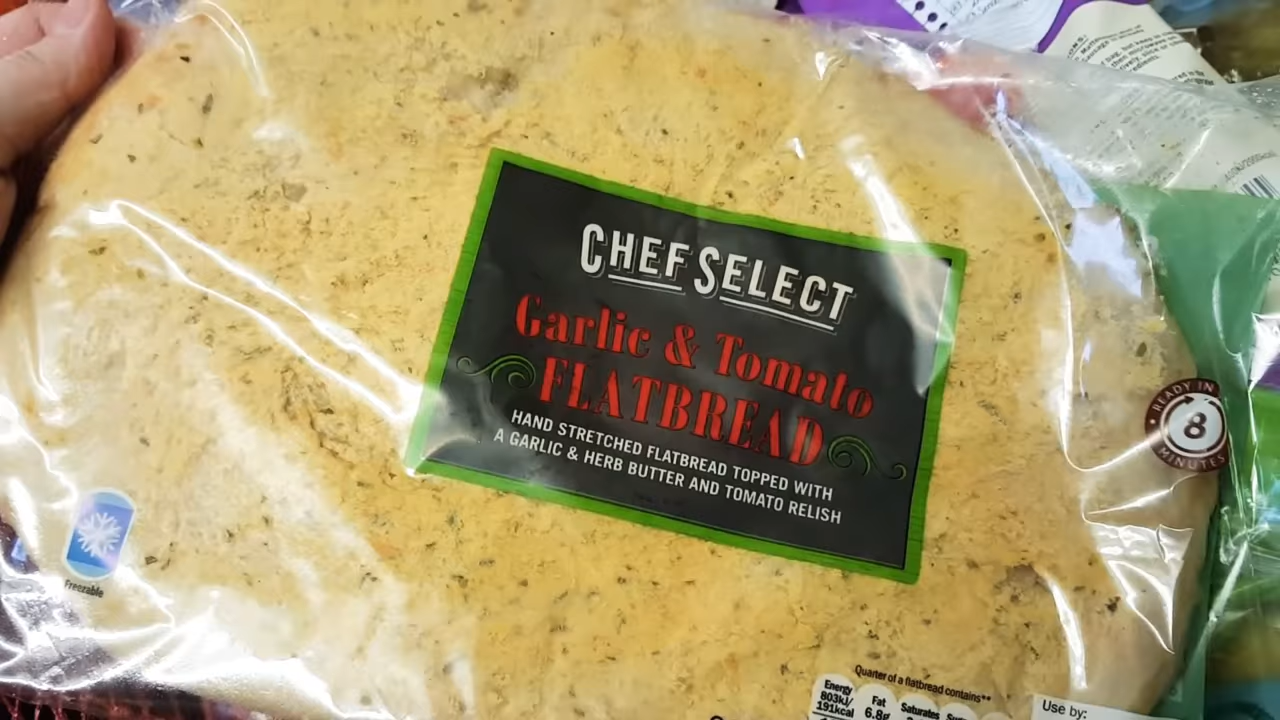 CHEF SELECT
Garlic & Tomato
FLATBREAD
HAND STRETCHED FLATBREAD TOPPED WITH
A GARLIC & HERB BUTTER AND TOMATO RELISH
READY IN
8
MINUTES
Freezable
Quarter of a flatbread contains**
Energy
803kJ/
191kcal
Fat
6.8g
Saturates
Use by: